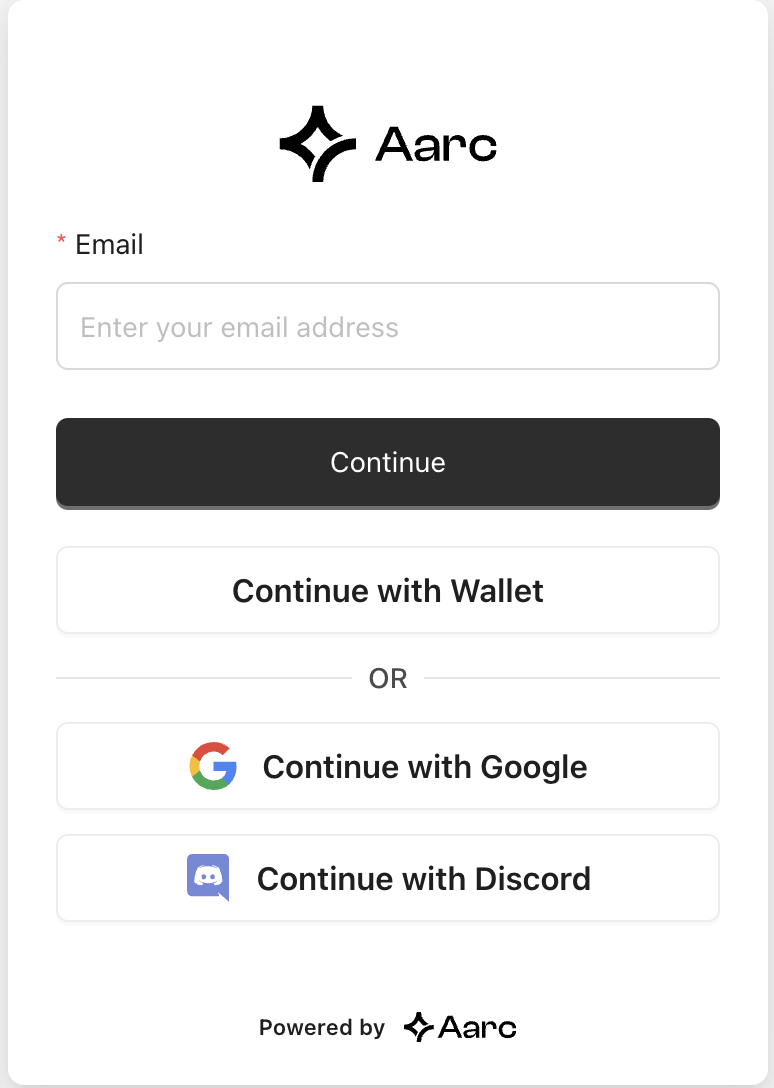 Aarc
* Email
Enter your email address
Continue
Continue with Wallet
OR
Continue with Google
Continue with Discord
Powered by Aarc